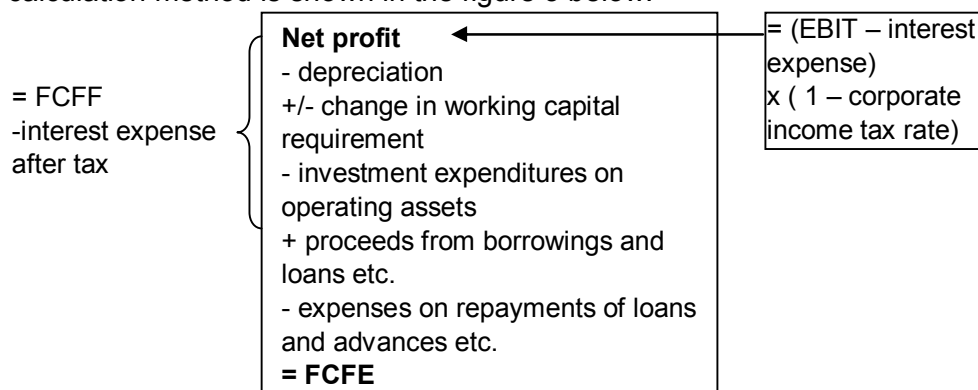 calculation method is shown in the figure 6 below:
= FCFF
-interest expense
after tax
Net profit
- depreciation
+/- change in working capital
requirement
- investment expenditures on
operating assets
+ proceeds from borrowings and
loans etc.
- expenses on repayments of loans
and advances etc.
= FCFE
= (EBIT – interest
expense)
x ( 1 – corporate
income tax rate)